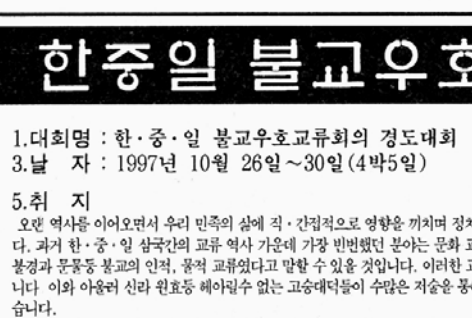 한중일 불교우호
1.대회명 : 한·중·일 불교우호교류회의 경도대회
3.날 자 : 1997년 10월 26일~30일(4박5일)
5.취 지
오랜 역사를 이어오면서 우리 민족의 삶에 직·간접적으로 영향을 끼치며 정치
다. 과거 한·중·일 삼국간의 교류 역사 가운데 가장 빈번했던 분야는 문화 교
불경과 문물등 불교의 인적, 물적 교류였다고 말할 수 있을 것입니다. 이러한 교
니다 이와 아울러 신라 원효등 헤아릴수 없는 고승대덕들이 수많은 저술을 통
습니다.